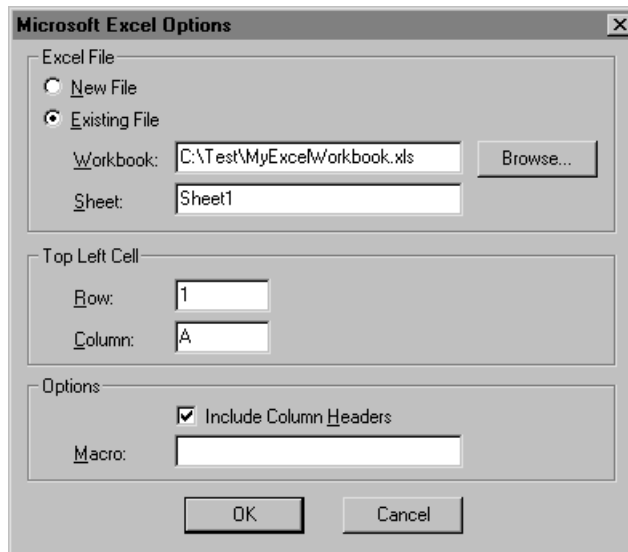 Microsoft Excel Options
Excel File
New File
Existing File
Workbook: C:\Test\MyExcelWorkbook.xls Browse...
Sheet: Sheet1
Top Left Cell
Row: 1
Column: A
Options
Include Column Headers
Macro:
OK Cancel